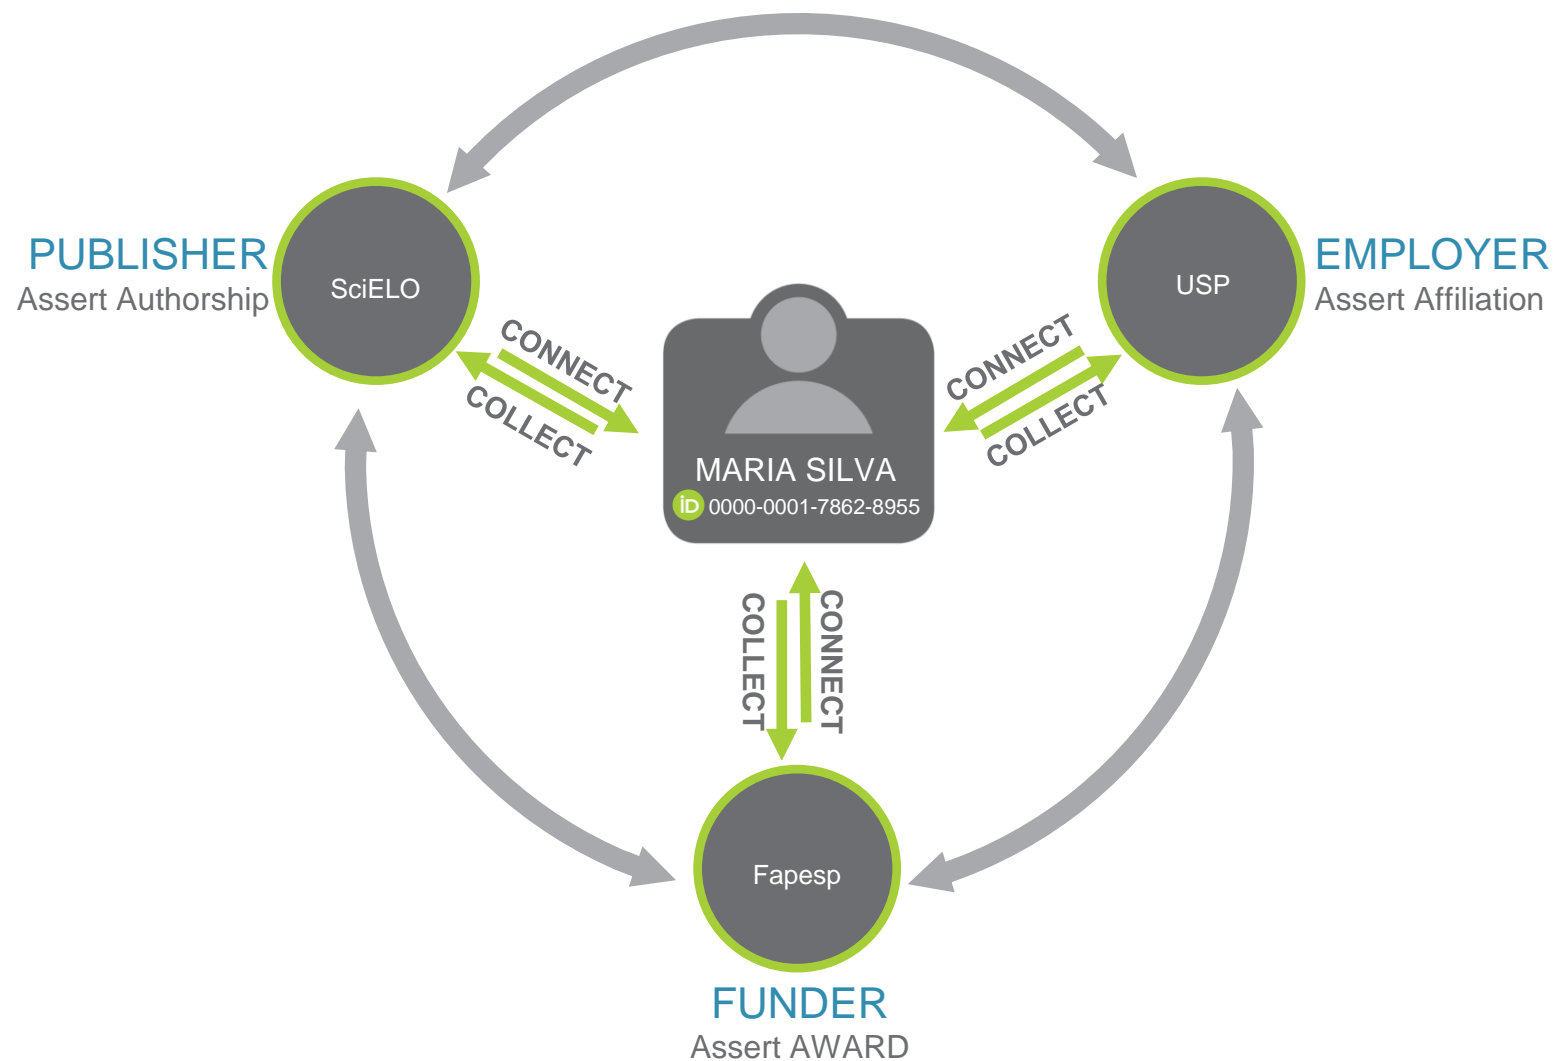 PUBLISHER
Assert Authorship
SciELO
USP
EMPLOYER
Assert Affiliation
CONNECT
COLLECT
CONNECT
COLLECT
MARIA SILVA
iD 0000-0001-7862-8955
COLLECT
CONNECT
Fapesp
FUNDER
Assert AWARD